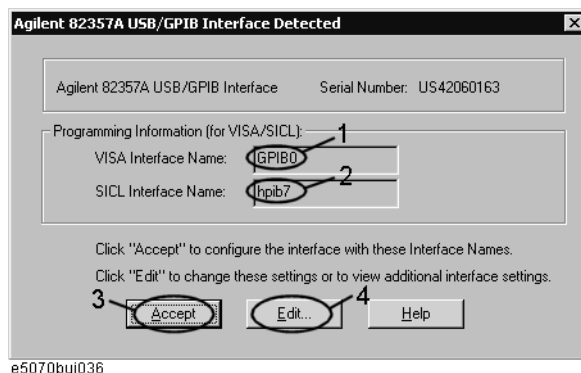 Agilent 82357A USB/GPIB Interface Detected
Agilent 82357A USB/GPIB Interface Serial Number: US42060163
Programming Information (for VISA/SICL): 1
VISA Interface Name: GPIB0
2
SICL Interface Name: hpib7
Click "Accept" to configure the interface with these Interface Names.
Click "Edit" to change these settings or to view additional interface settings.
3 4
Accept Edit... Help
e5070bui036